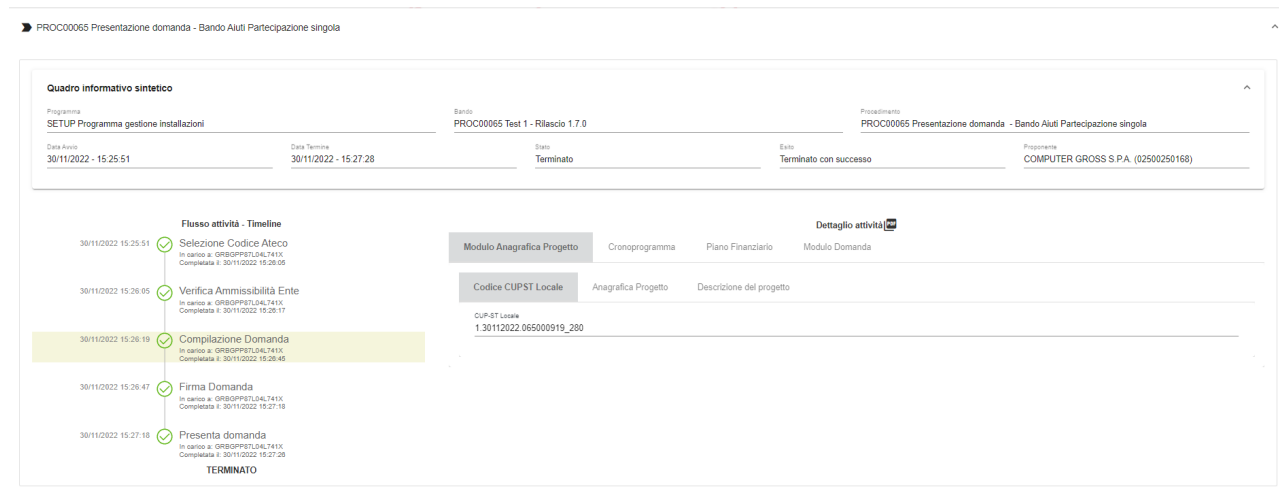 PROC00065 Presentazione domanda - Bando Aiuti Partecipazione singola
Quadro informativo sintetico
Programma
SETUP Programma gestione installazioni
Bando
PROC00065 Test 1 - Rilascio 1.7.0
Procedimento
PROC00065 Presentazione domanda - Bando Aiuti Partecipazione singola
Data Avvio
30/11/2022 - 15:25:51
Data Termine
30/11/2022 - 15:27:28
Stato
Terminato
Esito
Terminato con successo
Proponente
COMPUTER GROSS S.P.A. (02500250168)
Flusso attività - Timeline
30/11/2022 15:25:51
Selezione Codice Ateco
In carico a: GRBGPP87L04L741X
Completata il: 30/11/2022 15:26:05
30/11/2022 15:26:05
Verifica Ammissibilità Ente
In carico a: GRBGPP87L04L741X
Completata il: 30/11/2022 15:26:17
30/11/2022 15:26:19
Compilazione Domanda
In carico a: GRBGPP87L04L741X
Completata il: 30/11/2022 15:26:45
30/11/2022 15:26:47
Firma Domanda
In carico a: GRBGPP87L04L741X
Completata il: 30/11/2022 15:27:18
30/11/2022 15:27:18
Presenta domanda
In carico a: GRBGPP87L04L741X
Completata il: 30/11/2022 15:27:28
TERMINATO
Dettaglio attività PDF
Modulo Anagrafica Progetto Cronoprogramma Piano Finanziario Modulo Domanda
Codice CUPST Locale Anagrafica Progetto Descrizione del progetto
CUP-ST Locale
1.30112022.065000919_280